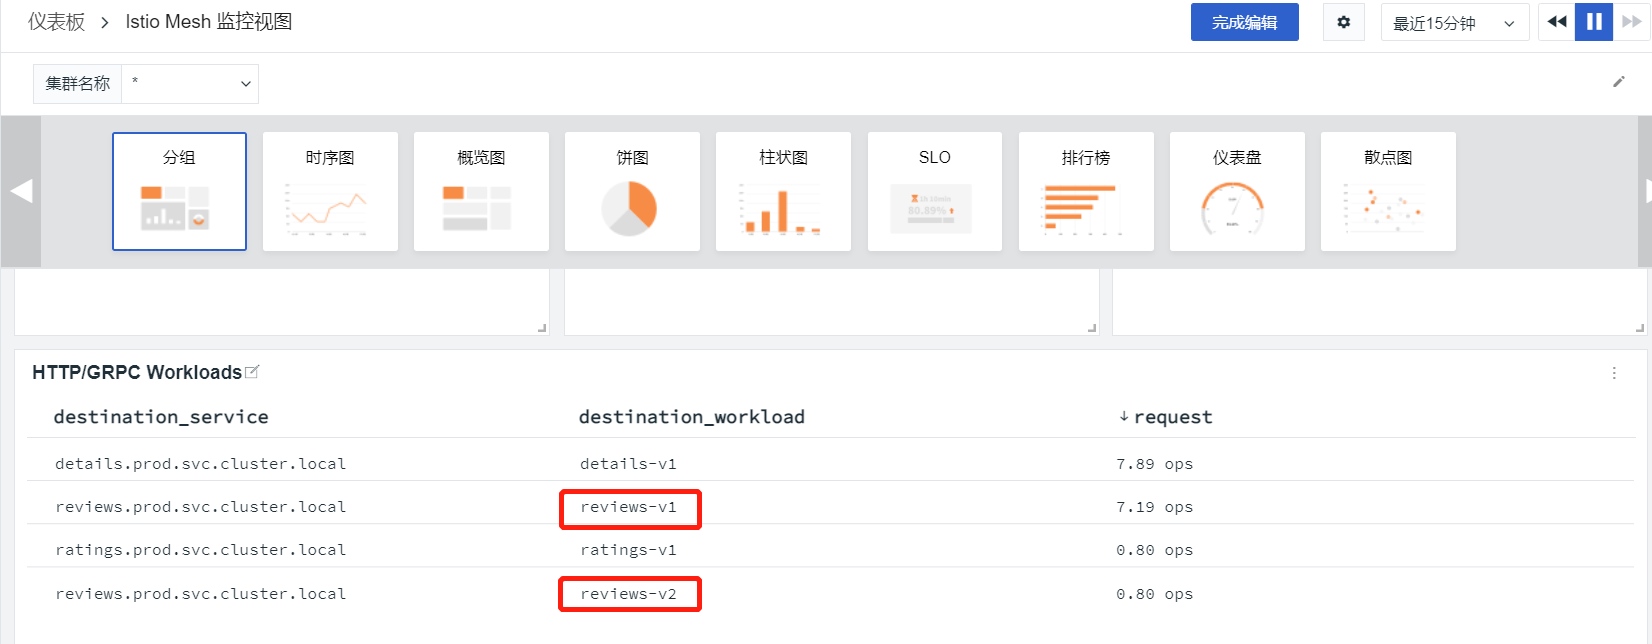 仪表板 > Istio Mesh 监控视图 完成编辑 最近15分钟
集群名称 *
分组 时序图 概览图 饼图 柱状图 SLO 排行榜 仪表盘 散点图
80.89%
HTTP/GRPC Workloads
destination_service destination_workload ↓ request
details.prod.svc.cluster.local details-v1 7.89 ops
reviews.prod.svc.cluster.local reviews-v1 7.19 ops
ratings.prod.svc.cluster.local ratings-v1 0.80 ops
reviews.prod.svc.cluster.local reviews-v2 0.80 ops